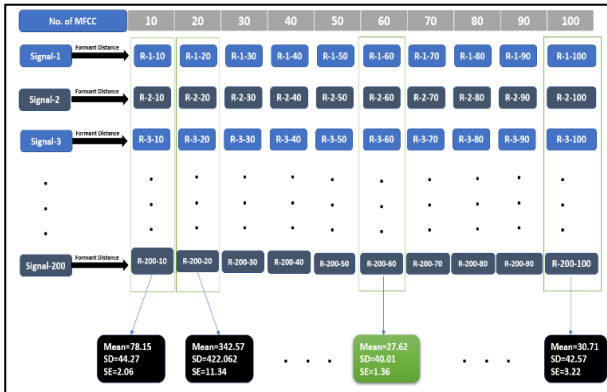 No. of MFCC 10 20 30 40 50 60 70 80 90 100
Signal-1 Formant Distance R-1-10 R-1-20 R-1-30 R-1-40 R-1-50 R-1-60 R-1-70 R-1-80 R-1-90 R-1-100
Signal-2 Formant Distance R-2-10 R-2-20 R-2-30 R-2-40 R-2-50 R-2-60 R-2-70 R-2-80 R-2-90 R-2-100
Signal-3 Formant Distance R-3-10 R-3-20 R-3-30 R-3-40 R-3-50 R-3-60 R-3-70 R-3-80 R-3-90 R-3-100
Signal-200 Formant Distance R-200-10 R-200-20 R-200-30 R-200-40 R-200-50 R-200-60 R-200-70 R-200-80 R-200-90 R-200-100
Mean=78.15
SD=44.27
SE=2.06
Mean=342.57
SD=422.062
SE=11.34
Mean=27.62
SD=40.01
SE=1.36
Mean=30.71
SD=42.57
SE=3.22